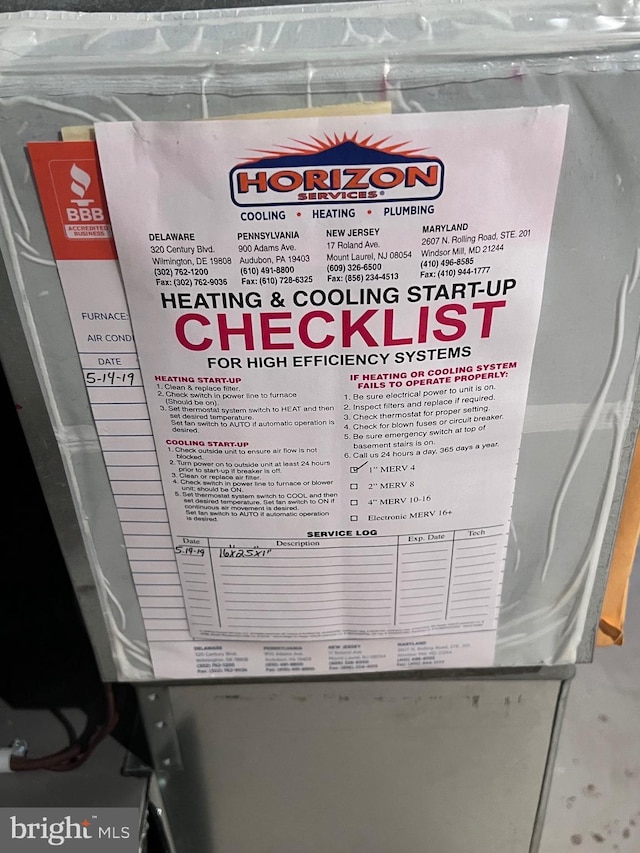 BBB
ACCREDITED
BUSINESS
FURNACE:
AIR COND
DATE
5-14-19
HORIZON
SERVICES®
COOLING • HEATING • PLUMBING
DELAWARE
320 Century Blvd.
Wilmington, DE 19808
(302) 762-1200
Fax: (302) 762-9036
PENNSYLVANIA
900 Adams Ave.
Audubon, PA 19403
(610) 491-8800
Fax: (610) 728-6325
NEW JERSEY
17 Roland Ave.
Mount Laurel, NJ 08054
(609) 326-6500
Fax: (856) 234-4513
MARYLAND
2607 N. Rolling Road, STE. 201
Windsor Mill, MD 21244
(410) 496-8585
Fax: (410) 944-1777
HEATING & COOLING START-UP
CHECKLIST
FOR HIGH EFFICIENCY SYSTEMS
HEATING START-UP
1. Clean & replace filter.
2. Check switch in power line to furnace
(Should be on).
3. Set thermostat system switch to HEAT and then
set desired temperature.
Set fan switch to AUTO if automatic operation is
desired.
COOLING START-UP
1. Check outside unit to ensure air flow is not
blocked.
2. Turn power on to outside unit at least 24 hours
prior to start-up if breaker is off.
3. Clean or replace air filter.
4. Check switch in power line to furnace or blower
unit; should be ON.
5. Set thermostat system switch to COOL and then
set desired temperature. Set fan switch to ON if
continuous air movement is desired.
Set fan switch to AUTO if automatic operation
is desired.
IF HEATING OR COOLING SYSTEM
FAILS TO OPERATE PROPERLY:
1. Be sure electrical power to unit is on.
2. Inspect filters and replace if required.
3. Check thermostat for proper setting.
4. Check for blown fuses or circuit breaker.
5. Be sure emergency switch at top of
basement stairs is on.
6. Call us 24 hours a day, 365 days a year.
1" MERV 4
2" MERV 8
4" MERV 10-16
Electronic MERV 16+
SERVICE LOG
Date Description Exp. Date Tech
5-19-19 16"x25"x1"
DELAWARE
PENNSYLVANIA
NEW JERSEY
MARYLAND
bright MLS